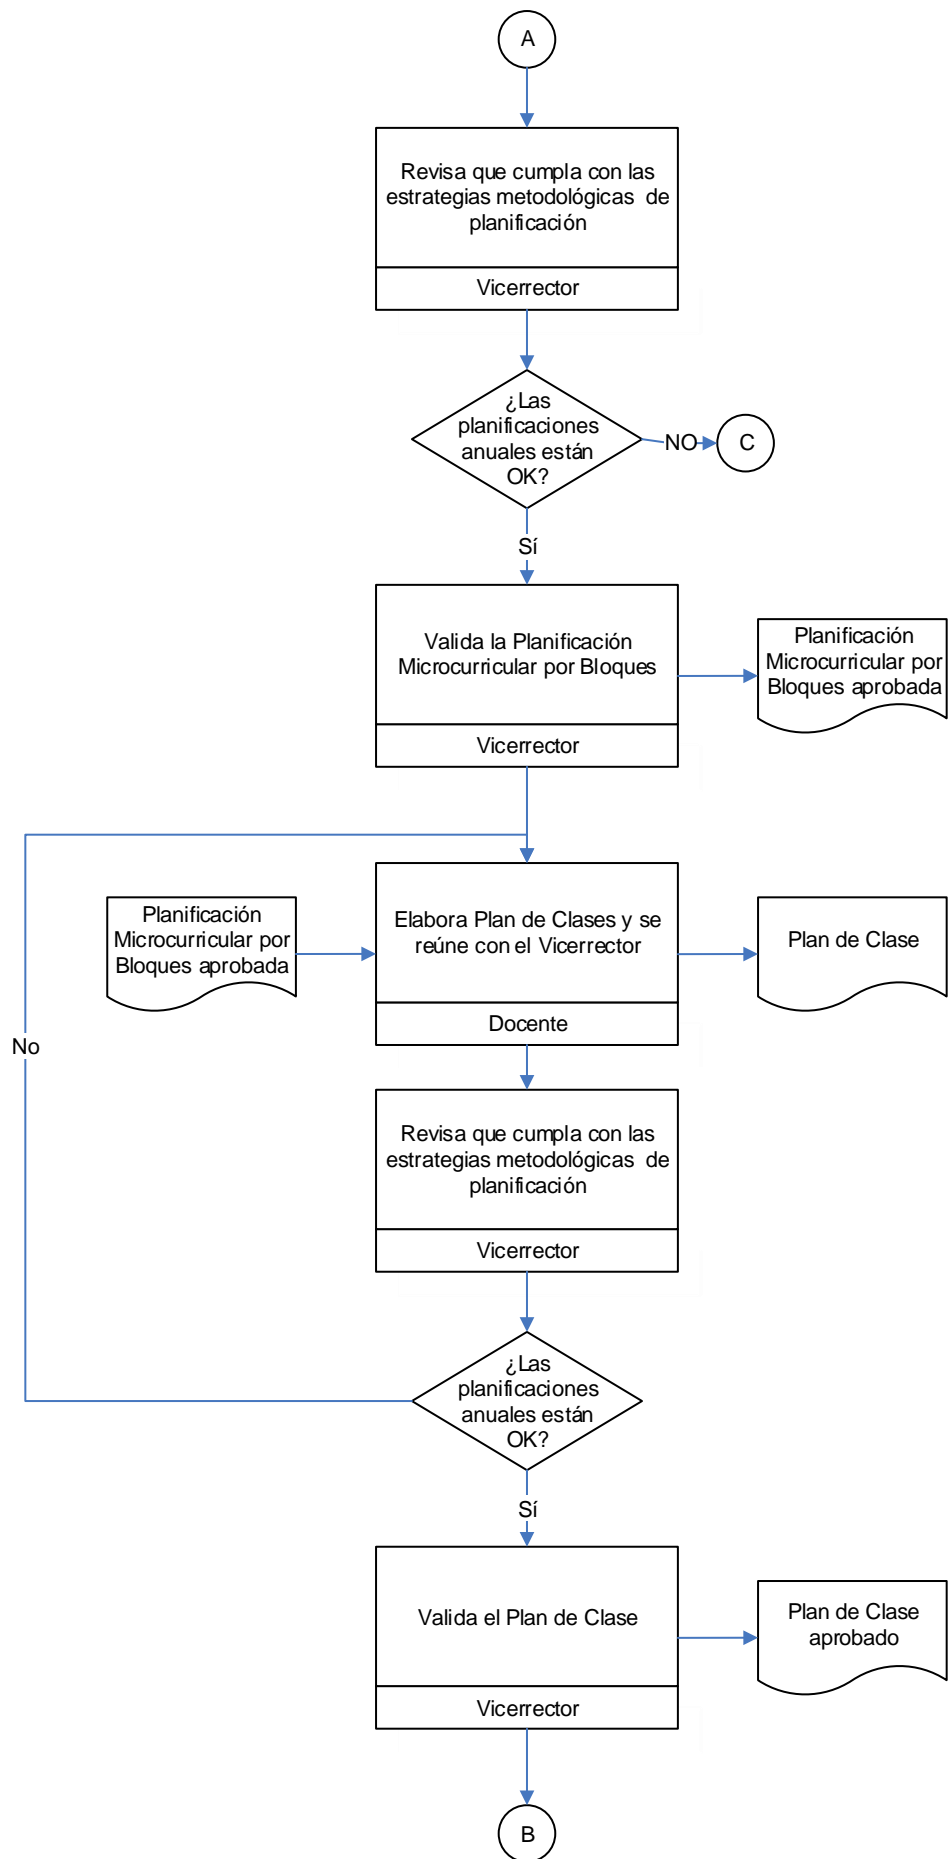 A
Revisa que cumpla con las
estrategias metodológicas de
planificación
Vicerrector
¿Las
planificaciones
anuales están
OK?
NO
C
Sí
Valida la Planificación
Microcurricular por Bloques
Vicerrector
Planificación
Microcurricular por
Bloques aprobada
Planificación
Microcurricular por
Bloques aprobada
Elabora Plan de Clases y se
reúne con el Vicerrector
Docente
Plan de Clase
No
Revisa que cumpla con las
estrategias metodológicas de
planificación
Vicerrector
¿Las
planificaciones
anuales están
OK?
Sí
Valida el Plan de Clase
Vicerrector
Plan de Clase
aprobado
B